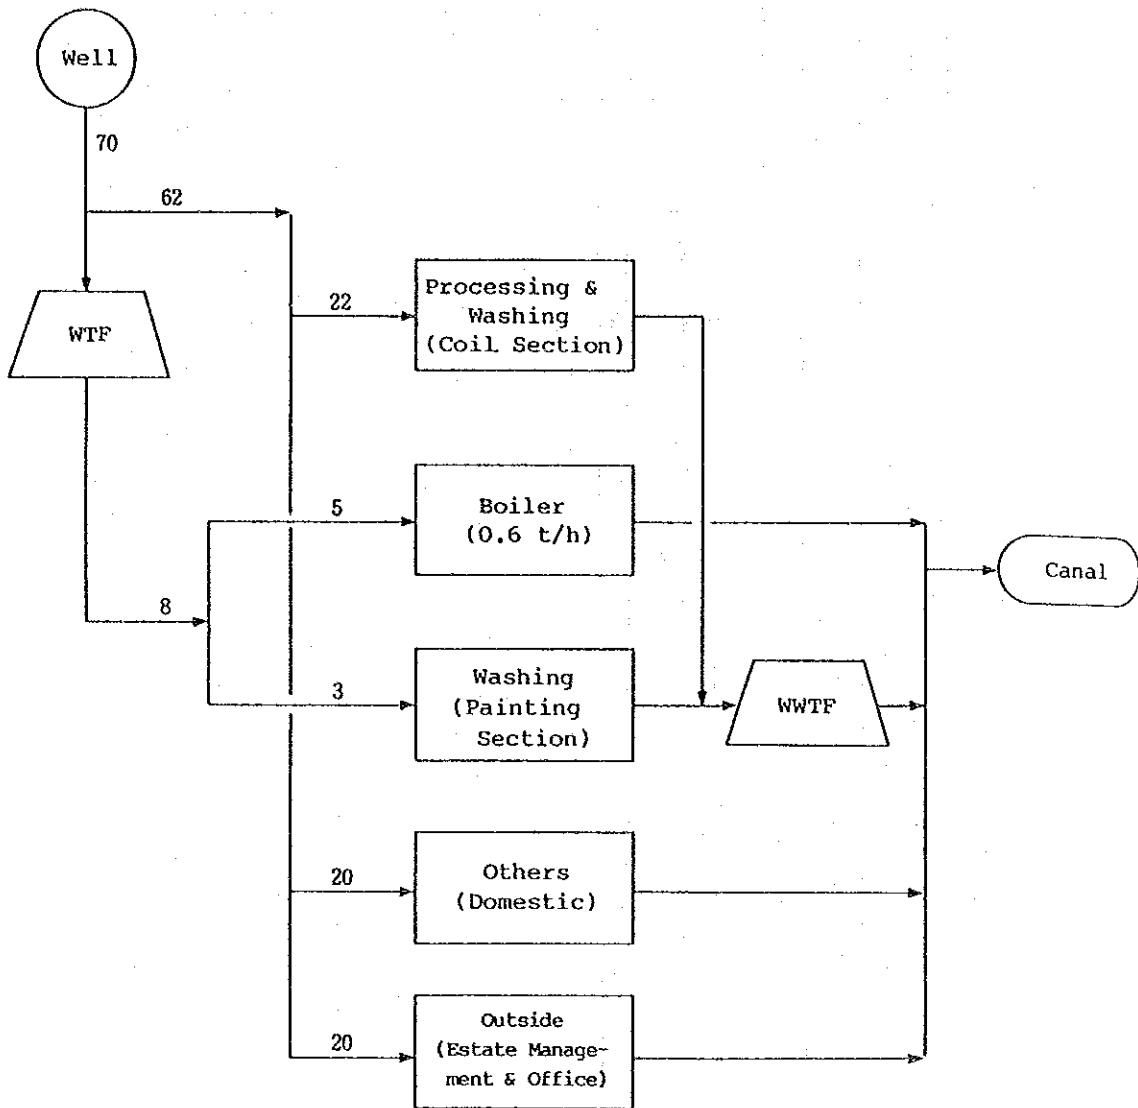 Well
70
62
WTF
22
Processing &
Washing
(Coil Section)
5
Boiler
(0.6 t/h)
Canal
8
3
Washing
(Painting
Section)
WWTF
20
Others
(Domestic)
20
Outside
(Estate Manage-
ment & Office)